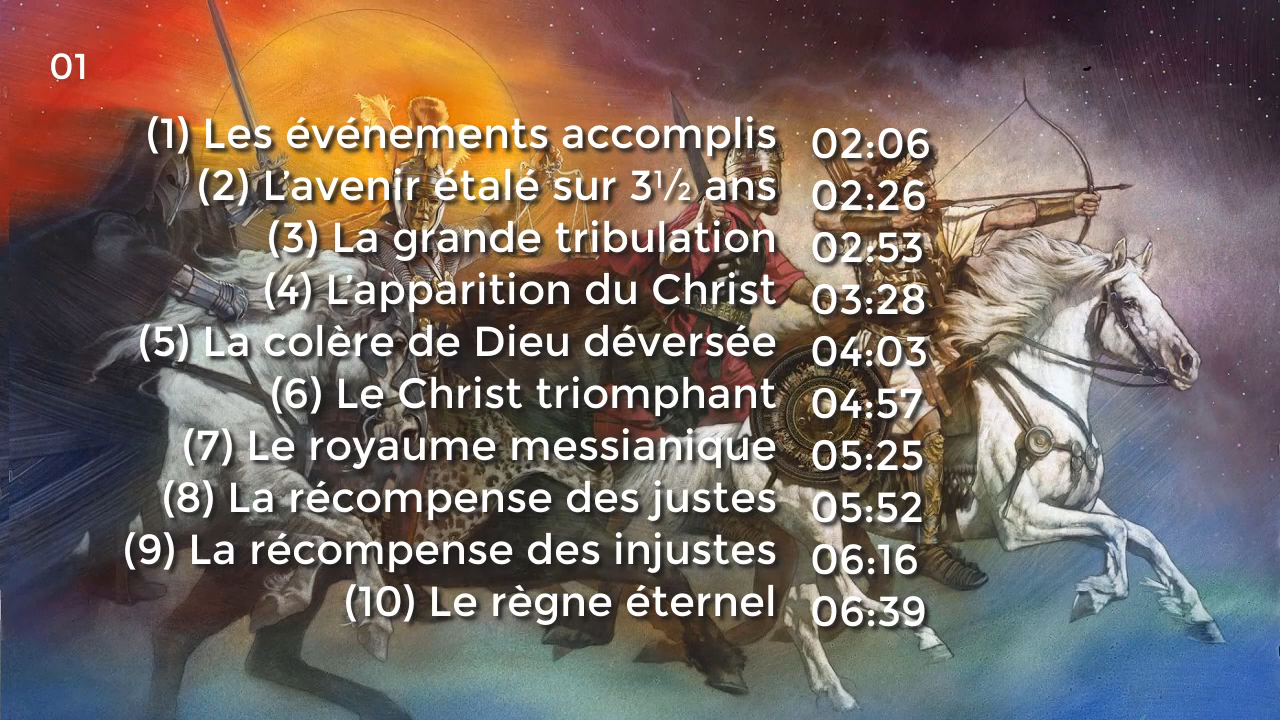 01
(1) Les événements accomplis 02:06
(2) L’avenir étalé sur 3½ ans 02:26
(3) La grande tribulation 02:53
(4) L’apparition du Christ 03:28
(5) La colère de Dieu déversée 04:03
(6) Le Christ triomphant 04:57
(7) Le royaume messianique 05:25
(8) La récompense des justes 05:52
(9) La récompense des injustes 06:16
(10) Le règne éternel 06:39